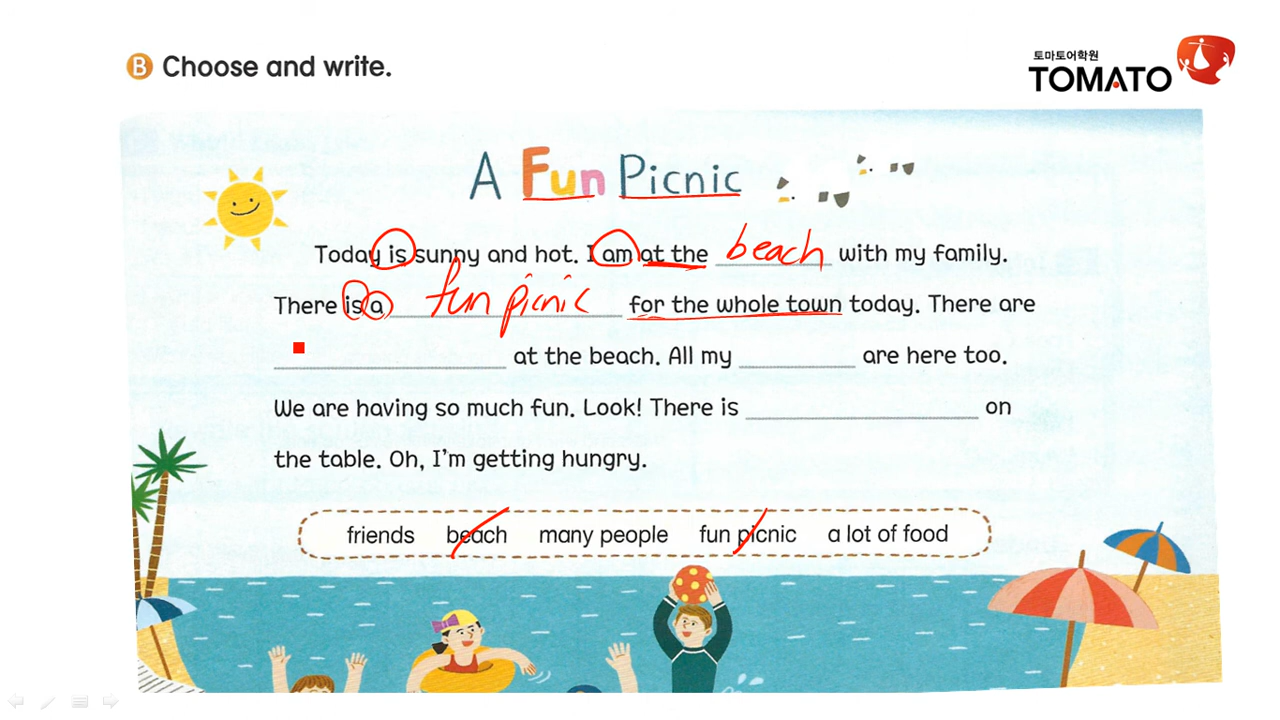 B Choose and write.
토마토어학원
TOMATO
A Fun Picnic
Today is sunny and hot. I am at the beach with my family.
There is a fun picnic for the whole town today. There are
at the beach. All my are here too.
We are having so much fun. Look! There is on
the table. Oh, I'm getting hungry.
friends beach many people fun picnic a lot of food